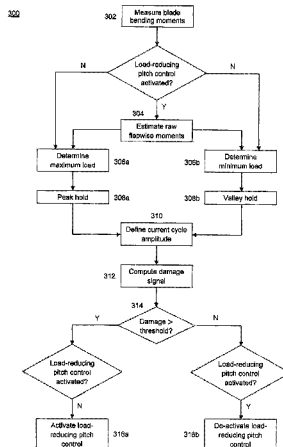 300
302
Measure blade
bending moments
N
Load-reducing
pitch control
activated?
N
Y
304
Estimate raw
flapwise moments
Determine
maximum load
306a
306b
Determine
minimum load
Peak hold
308a
308b
Valley hold
310
Define current cycle
amplitude
312
Compute damage
signal
314
Y
Damage >
threshold?
N
Load-reducing
pitch control
activated?
Load-reducing
pitch control
activated?
N
Y
Activate load-
reducing pitch
control
316a
316b
De-activate load-
reducing pitch
control